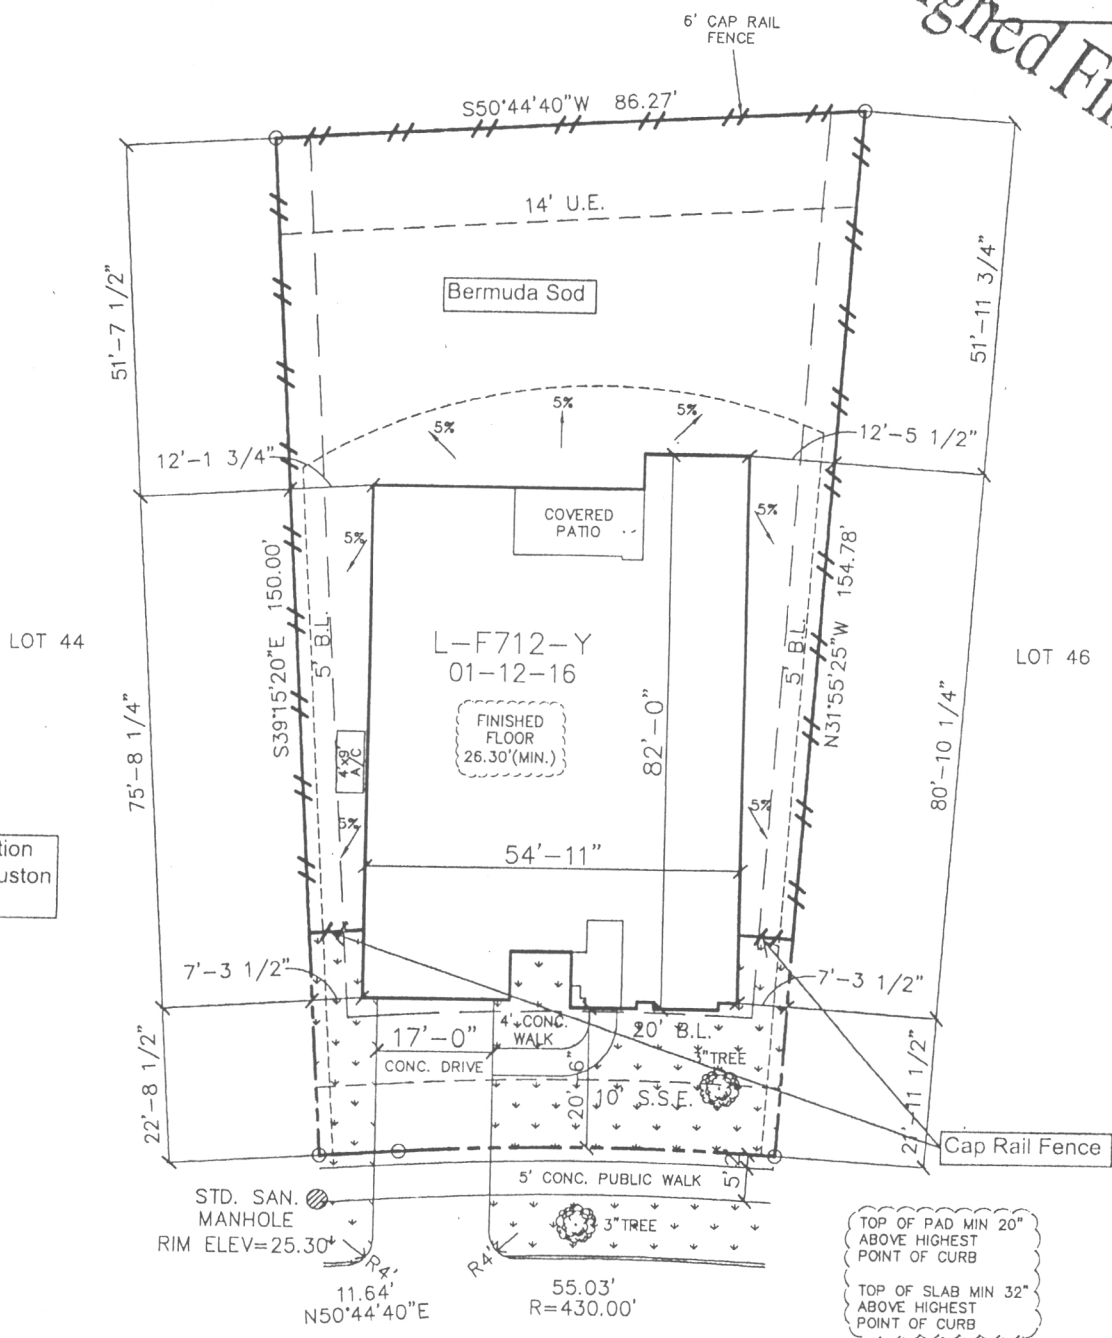 6' CAP RAIL
FENCE
S50°44'40"W 86.27'
14' U.E.
Bermuda Sod
51'-7 1/2"
51'-11 3/4"
5%
5%
5%
12'-1 3/4"
12'-5 1/2"
COVERED
PATIO
5%
5%
S39°15'20"E 150.00'
5' B.L.
N31°55'25"W 154.78'
5' B.L.
LOT 44
LOT 46
L-F712-Y
01-12-16
FINISHED
FLOOR
26.30'(MIN.)
82'-0"
75'-8 1/4"
80'-10 1/4"
4'x9'
A/C
5%
5%
54'-11"
7'-3 1/2"
7'-3 1/2"
17'-0"
4' CONC.
WALK
20' B.L.
CONC. DRIVE
3"TREE
20'-6"
10' S.S.E.
22'-8 1/2"
21'-11 1/2"
Cap Rail Fence
5' CONC. PUBLIC WALK
STD. SAN.
MANHOLE
RIM ELEV=25.30'
3"TREE
R4'
R4'
11.64'
N50°44'40"E
55.03'
R=430.00'
TOP OF PAD MIN 20"
ABOVE HIGHEST
POINT OF CURB
TOP OF SLAB MIN 32"
ABOVE HIGHEST
POINT OF CURB